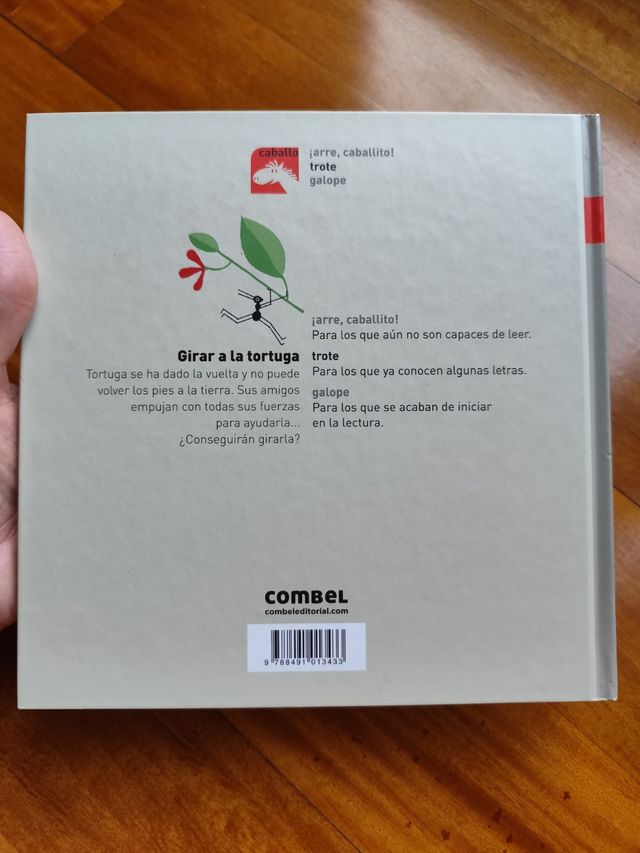 caballo
¡arre, caballito!
trote
galope
Girar a la tortuga
Tortuga se ha dado la vuelta y no puede
volver los pies a la tierra. Sus amigos
empujan con todas sus fuerzas
para ayudarla...
¿Conseguirán girarla?
¡arre, caballito!
Para los que aún no son capaces de leer.
trote
Para los que ya conocen algunas letras.
galope
Para los que se acaban de iniciar
en la lectura.
COMBEL
combeleditorial.com
9 788491 013433